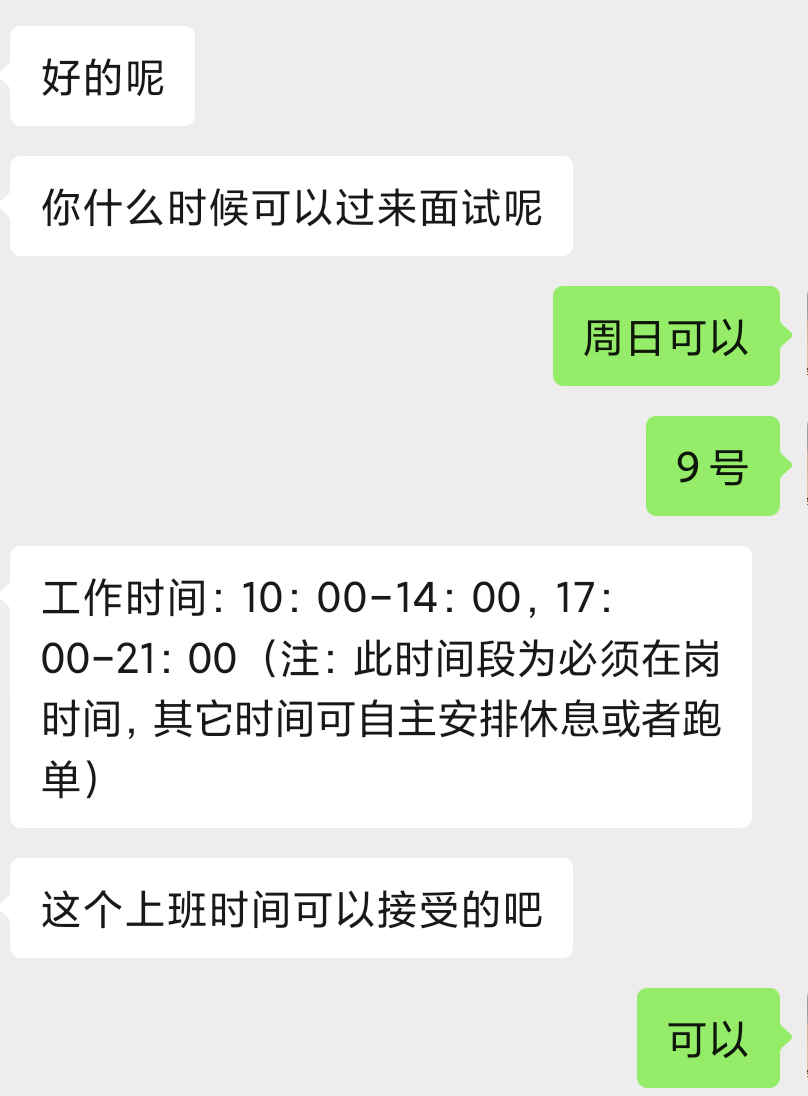 好的呢
你什么时候可以过来面试呢
周日可以
9号
工作时间：10：00-14：00，17：
00-21：00（注：此时间段为必须在岗
时间，其它时间可自主安排休息或者跑
单）
这个上班时间可以接受的吧
可以